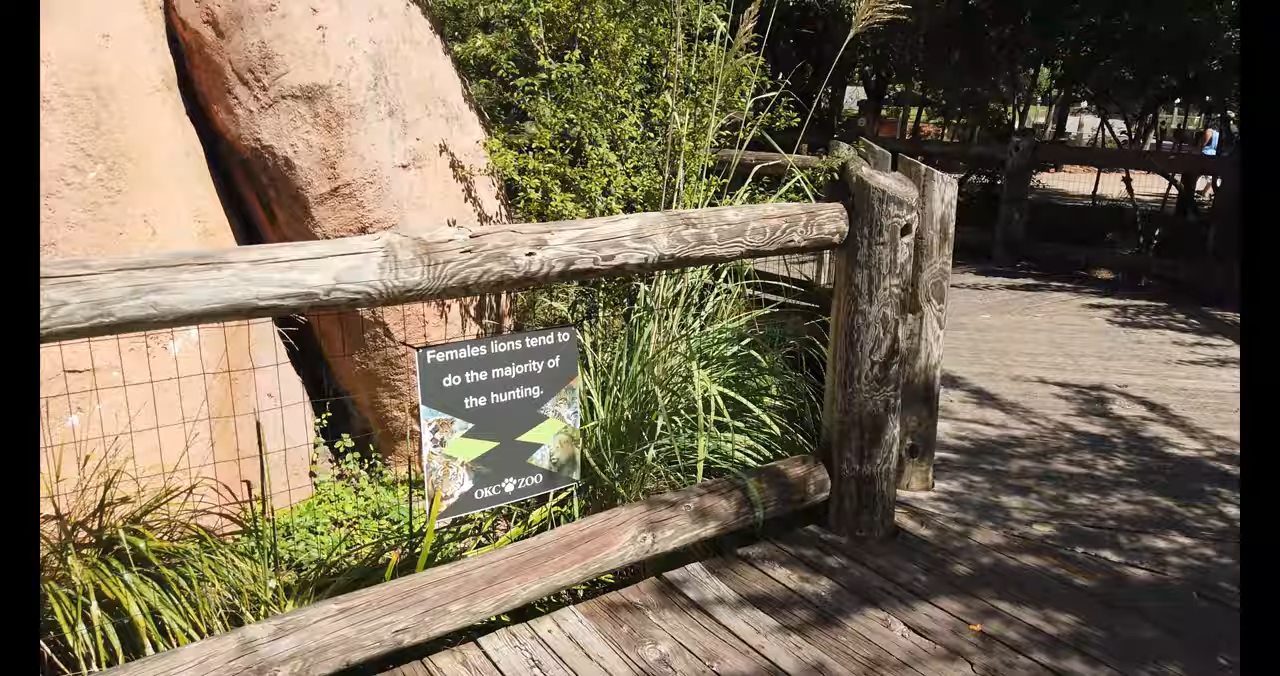 Females lions tend to
do the majority of
the hunting.
OKC ZOO